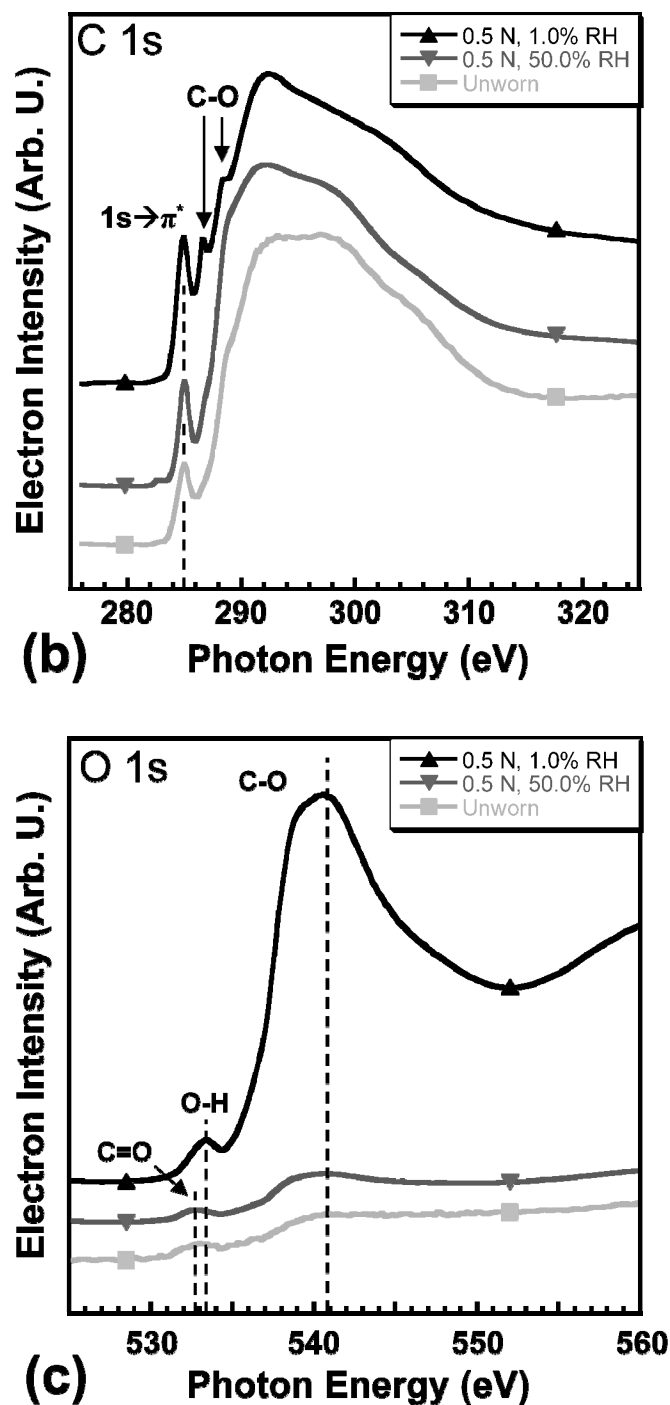 C 1s
0.5 N, 1.0% RH
0.5 N, 50.0% RH
Unworn
C-O
1s→π*
Electron Intensity (Arb. U.)
280 290 300 310 320
(b) Photon Energy (eV)
O 1s
0.5 N, 1.0% RH
0.5 N, 50.0% RH
Unworn
C-O
O-H
C=O
Electron Intensity (Arb. U.)
530 540 550 560
(c) Photon Energy (eV)